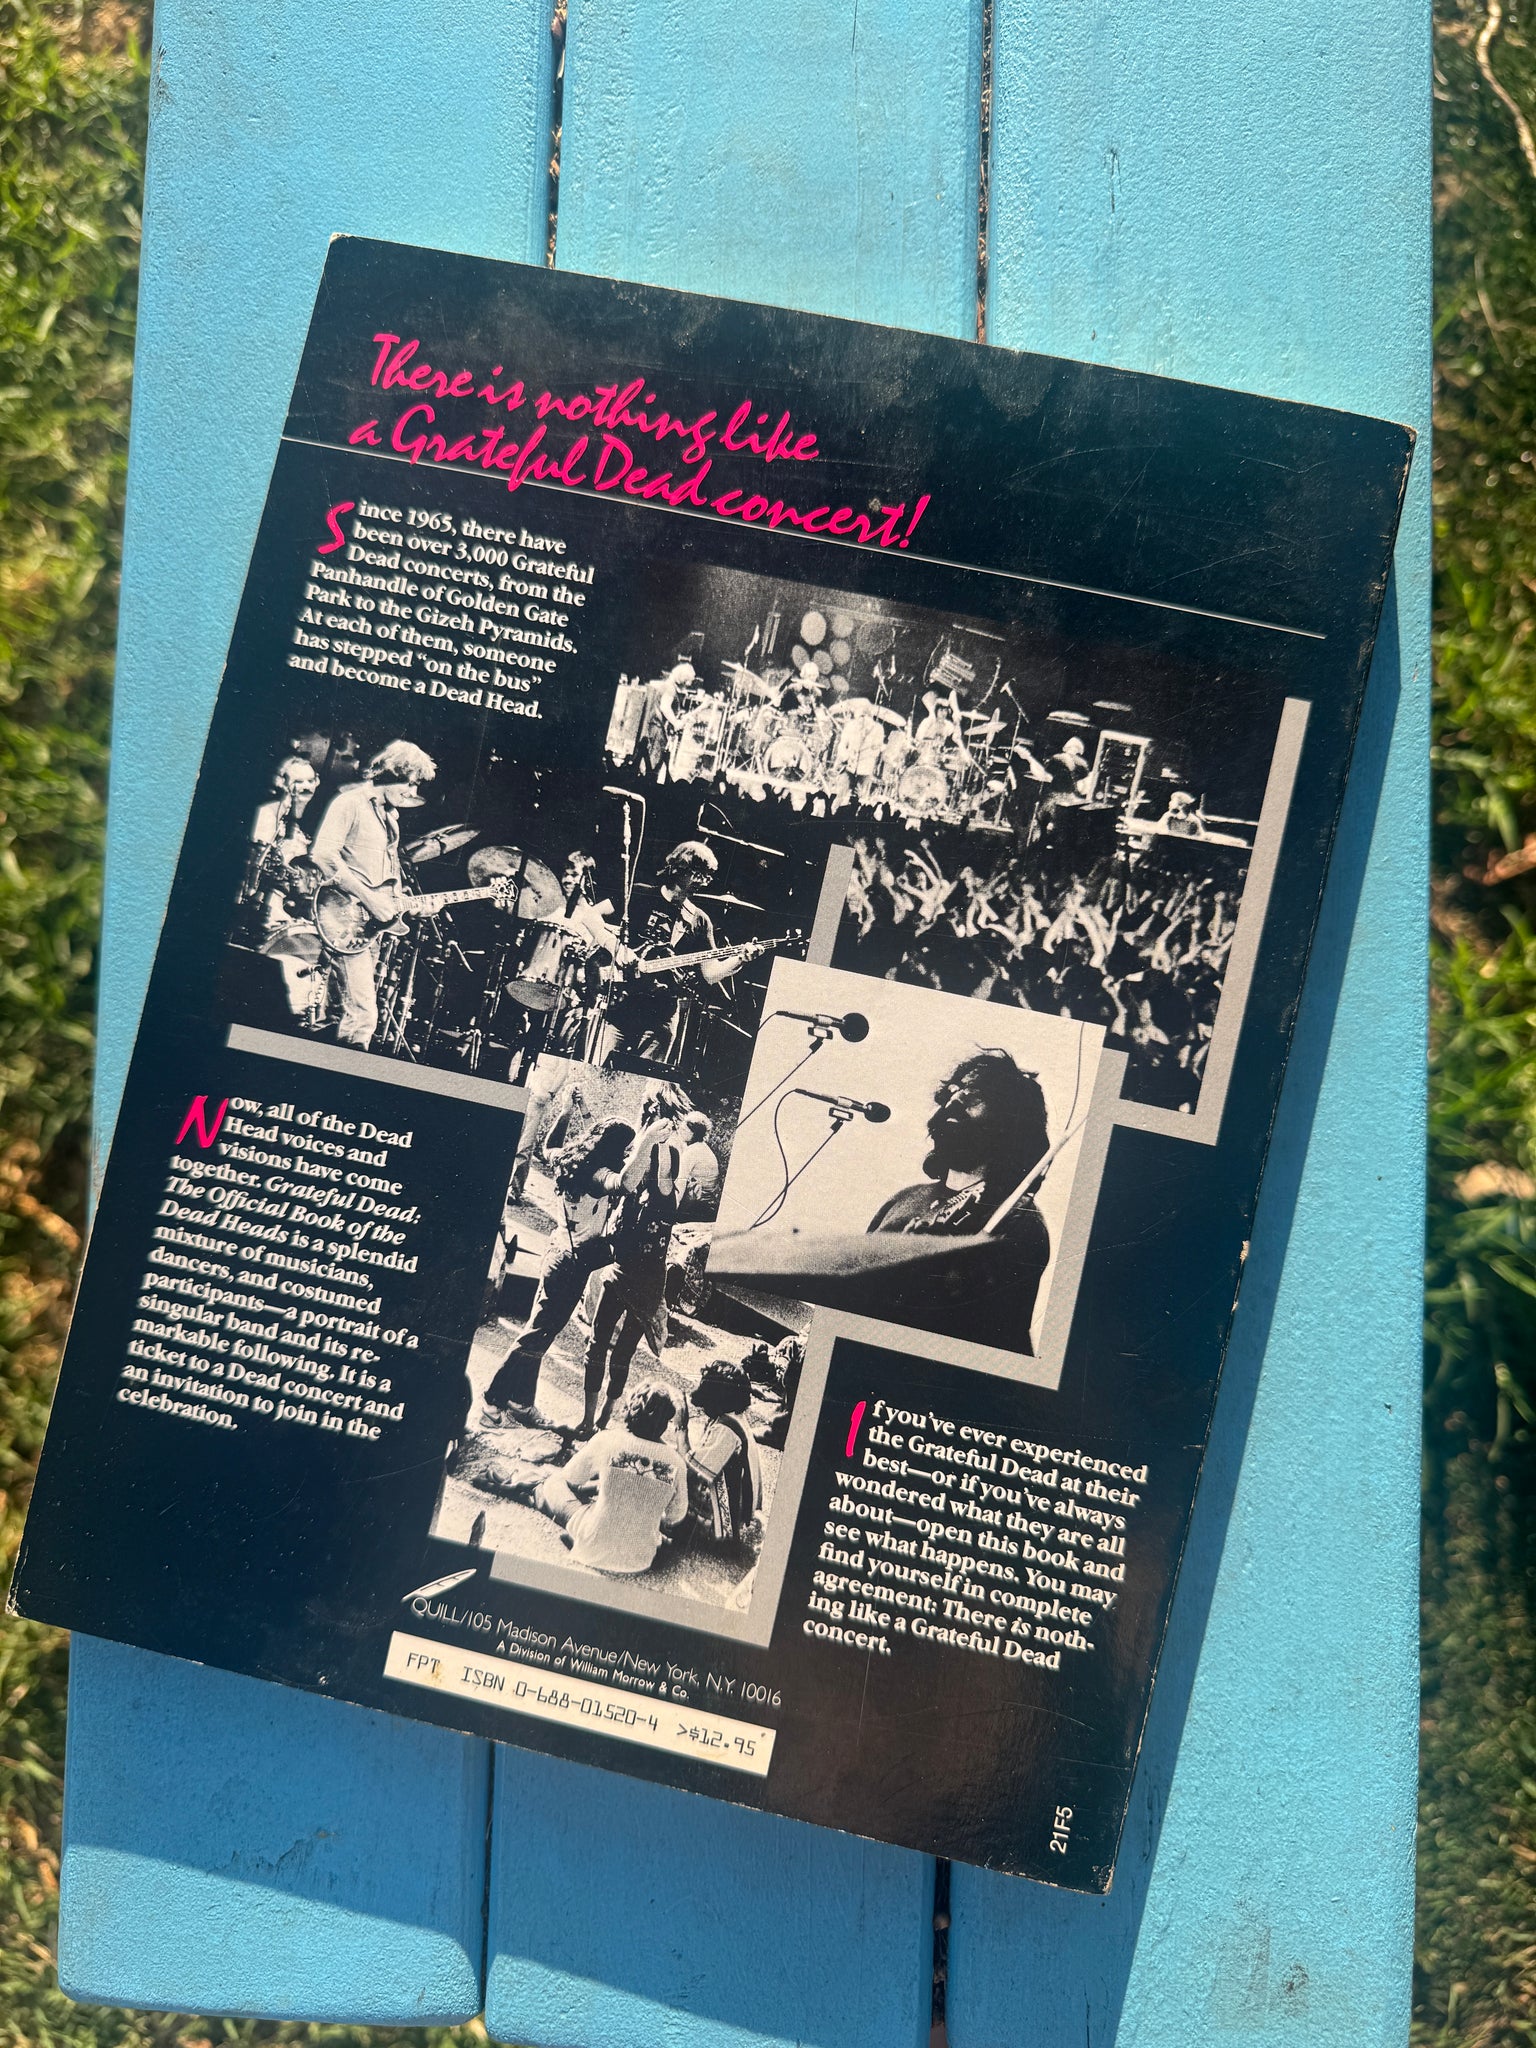 There is nothing like
a Grateful Dead concert!
Since 1965, there have
been over 3,000 Grateful
Dead concerts, from the
Panhandle of Golden Gate
Park to the Gizeh Pyramids.
At each of them, someone
has stepped “on the bus”
and become a Dead Head.
Now, all of the Dead
Head voices and
visions have come
together. Grateful Dead:
The Official Book of the
Dead Heads is a splendid
mixture of musicians,
dancers, and costumed
participants—a portrait of a
singular band and its re-
markable following. It is a
ticket to a Dead concert and
an invitation to join in the
celebration.
If you’ve ever experienced
the Grateful Dead at their
best—or if you’ve always
wondered what they are all
about—open this book and
see what happens. You may
find yourself in complete
agreement: There is noth-
ing like a Grateful Dead
concert.
QUILL/105 Madison Avenue/New York, N.Y. 10016
A Division of William Morrow & Co.
FPT ISBN 0-688-01520-4 >$12.95
21F5